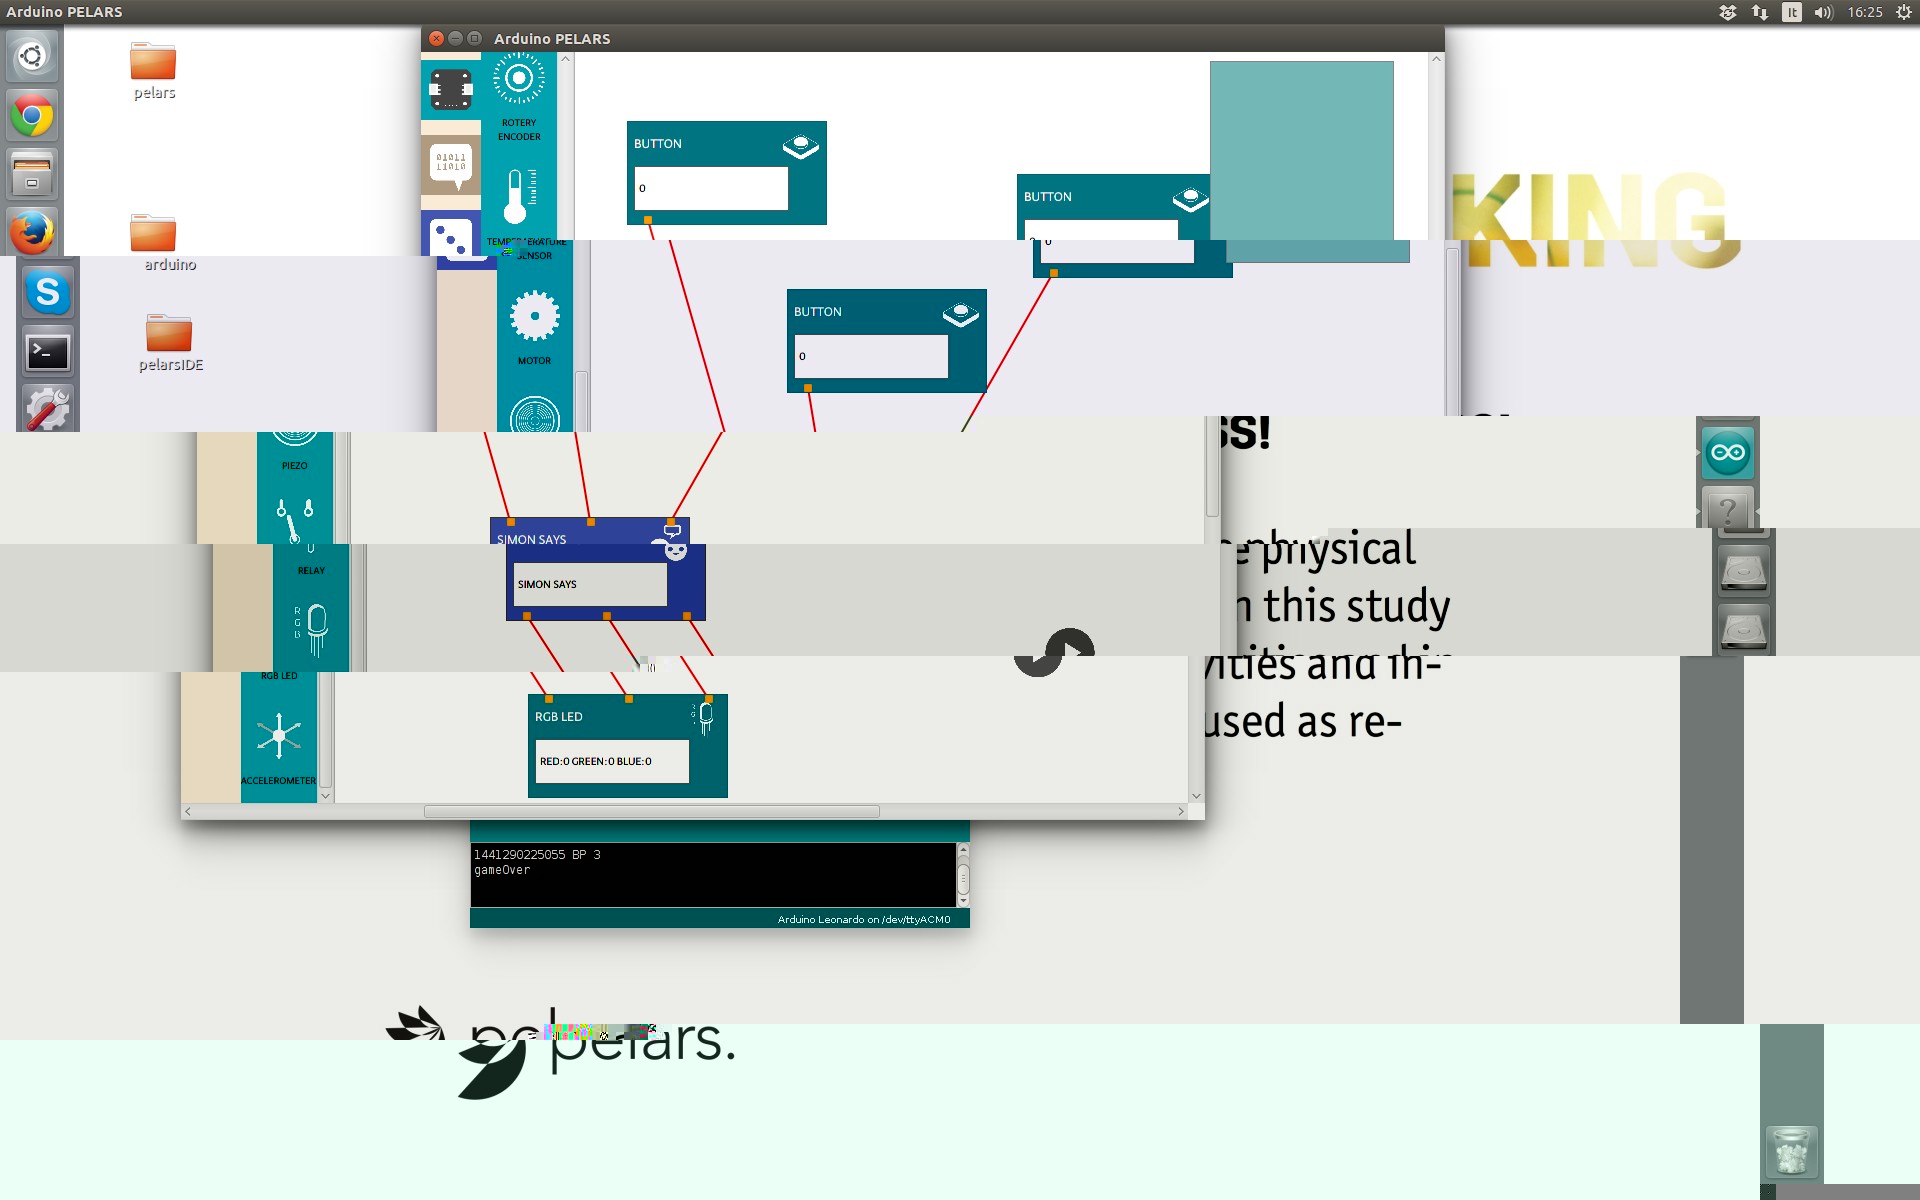 Arduino PELARS
It
16:25
Arduino PELARS
pelars
arduino
pelarsIDE
ROTERY
ENCODER
01011
11010
SENSOR
MOTOR
PIEZO
RELAY
R
G
B
RGB LED
ACCELEROMETER
BUTTON
0
BUTTON
0
BUTTON
0
KING
SIMON SAYS
SIMON SAYS
RGB LED
RED:0 GREEN:0 BLUE:0
SS!
e physical
n this study
vities and in-
used as re-
1441290225055 BP 3
gameOver
Arduino Leonardo on /dev/ttyACM0
pelars.